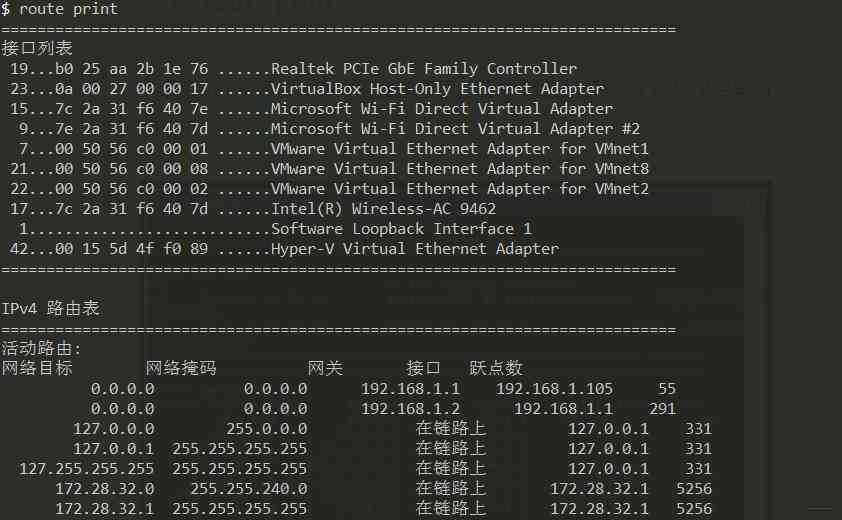 $ route print
===========================================================================
接口列表
 19...b0 25 aa 2b 1e 76 ......Realtek PCIe GbE Family Controller
 23...0a 00 27 00 00 17 ......VirtualBox Host-Only Ethernet Adapter
 15...7c 2a 31 f6 40 7e ......Microsoft Wi-Fi Direct Virtual Adapter
  9...7e 2a 31 f6 40 7d ......Microsoft Wi-Fi Direct Virtual Adapter #2
  7...00 50 56 c0 00 01 ......VMware Virtual Ethernet Adapter for VMnet1
 21...00 50 56 c0 00 08 ......VMware Virtual Ethernet Adapter for VMnet8
 22...00 50 56 c0 00 02 ......VMware Virtual Ethernet Adapter for VMnet2
 17...7c 2a 31 f6 40 7d ......Intel(R) Wireless-AC 9462
  1...........................Software Loopback Interface 1
 42...00 15 5d 4f f0 89 ......Hyper-V Virtual Ethernet Adapter
===========================================================================
IPv4 路由表
===========================================================================
活动路由:
网络目标        网络掩码          网关       接口   跃点数
          0.0.0.0          0.0.0.0      192.168.1.1    192.168.1.105     55
          0.0.0.0          0.0.0.0      192.168.1.2      192.168.1.1    291
        127.0.0.0        255.0.0.0            在链路上         127.0.0.1    331
        127.0.0.1  255.255.255.255            在链路上         127.0.0.1    331
  127.255.255.255  255.255.255.255            在链路上         127.0.0.1    331
      172.28.32.0    255.255.240.0            在链路上       172.28.32.1   5256
      172.28.32.1  255.255.255.255            在链路上       172.28.32.1   5256